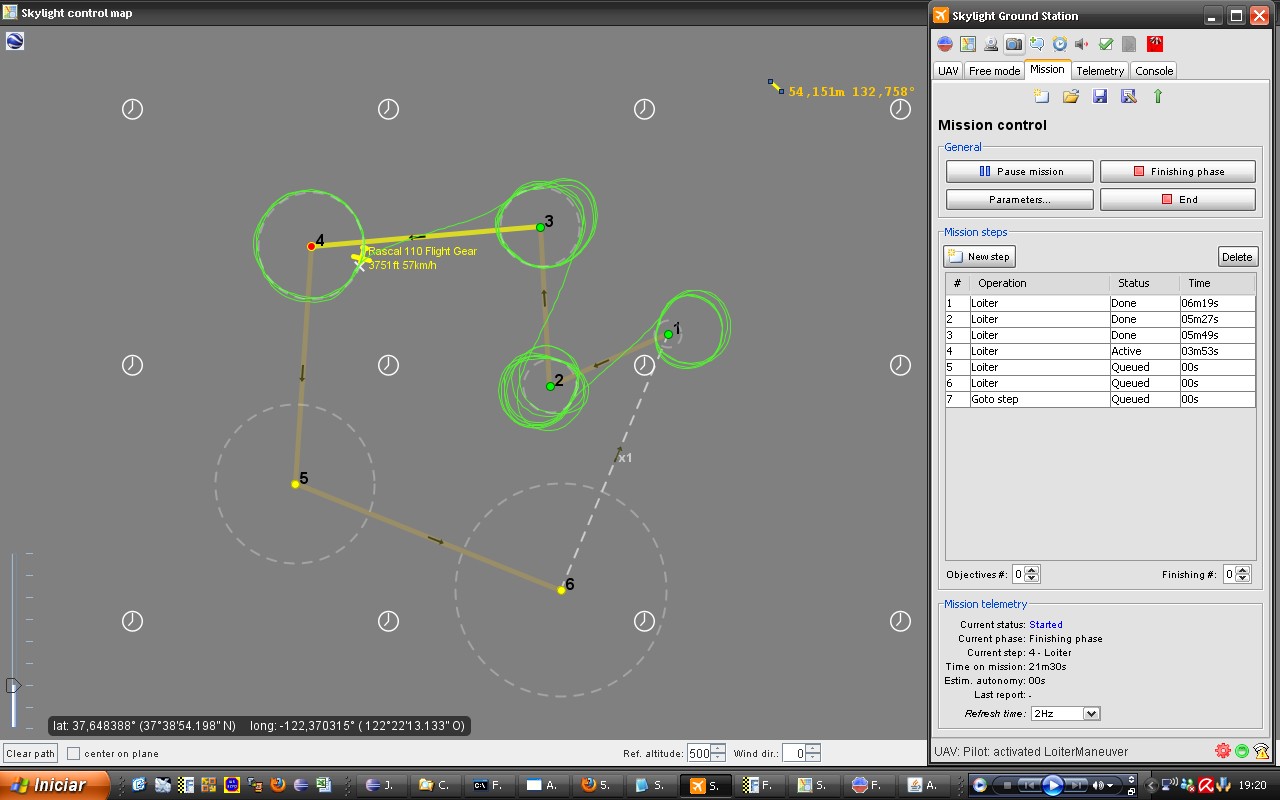 Skylight control map
54,151m 132,758°
4
3
Rascal 110 Flight Gear
3751ft 57km/h
1
2
x1
5
6
lat: 37,648388° (37°38'54.198" N) long: -122,370315° ( 122°22'13.133" O)
Clear path
center on plane
Ref. altitude: 500
Wind dir.: 0
Skylight Ground Station
UAV Free mode Mission Telemetry Console
Mission control
General
Pause mission Finishing phase
Parameters... End
Mission steps
New step Delete
# Operation Status Time
1 Loiter Done 06m19s
2 Loiter Done 05m27s
3 Loiter Done 05m49s
4 Loiter Active 03m53s
5 Loiter Queued 00s
6 Loiter Queued 00s
7 Goto step Queued 00s
Objectives #: 0 Finishing #: 0
Mission telemetry
Current status: Started
Current phase: Finishing phase
Current step: 4 - Loiter
Time on mission: 21m30s
Estim. autonomy: 00s
Last report: -
Refresh time: 2Hz
UAV: Pilot: activated LoiterManeuver
Iniciar J. C. F. A. 5. S. S. F. S. F. A. 19:20